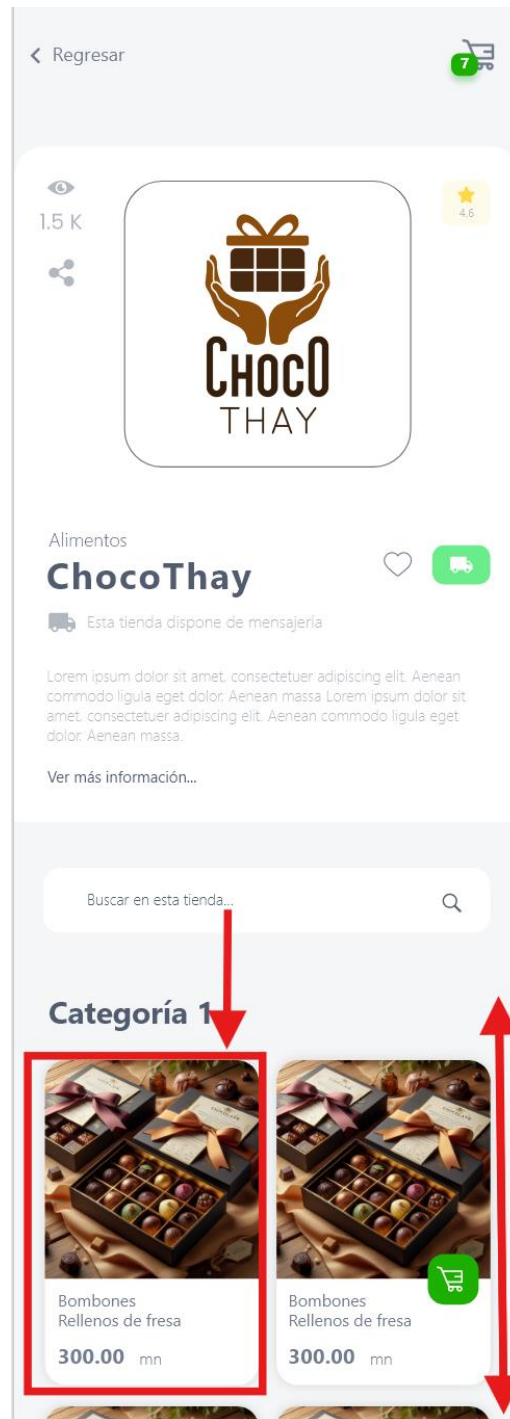 Regresar
7
1.5 K
4.6
CHOCO
THAY
Alimentos
ChocoThay
Esta tienda dispone de mensajería
Lorem ipsum dolor sit amet, consectetuer adipiscing elit. Aenean
commodo ligula eget dolor. Aenean massa Lorem ipsum dolor sit
amet, consectetuer adipiscing elit. Aenean commodo ligula eget
dolor. Aenean massa.
Ver más información...
Buscar en esta tienda...
Categoría 1
Bombones
Rellenos de fresa
300.00 mn
Bombones
Rellenos de fresa
300.00 mn